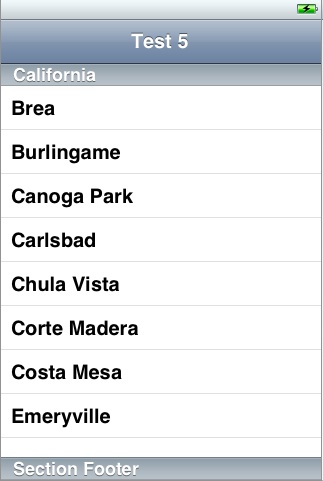 Test 5
California
Brea
Burlingame
Canoga Park
Carlsbad
Chula Vista
Corte Madera
Costa Mesa
Emeryville
Section Footer